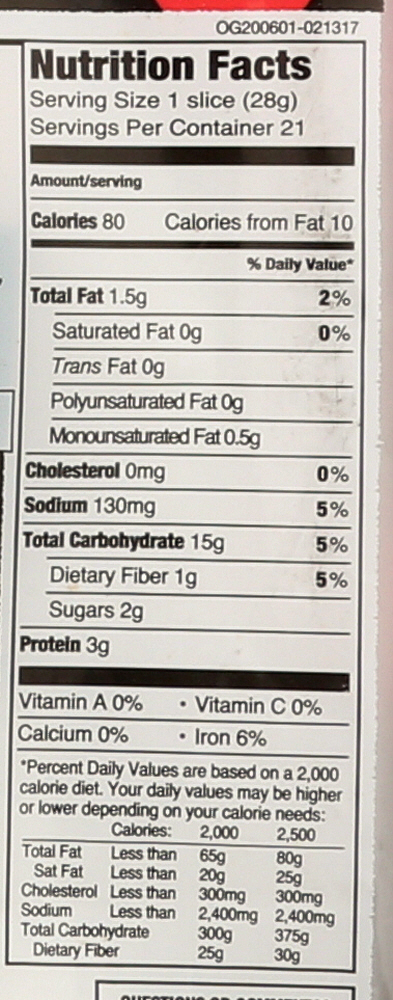 OG200601-021317
Nutrition Facts
Serving Size 1 slice (28g)
Servings Per Container 21
Amount/serving
Calories 80 Calories from Fat 10
% Daily Value*
Total Fat 1.5g 2%
Saturated Fat 0g 0%
Trans Fat 0g
Polyunsaturated Fat 0g
Monounsaturated Fat 0.5g
Cholesterol 0mg 0%
Sodium 130mg 5%
Total Carbohydrate 15g 5%
Dietary Fiber 1g 5%
Sugars 2g
Protein 3g
Vitamin A 0% • Vitamin C 0%
Calcium 0% • Iron 6%
*Percent Daily Values are based on a 2,000
calorie diet. Your daily values may be higher
or lower depending on your calorie needs:
Calories: 2,000 2,500
Total Fat Less than 65g 80g
Sat Fat Less than 20g 25g
Cholesterol Less than 300mg 300mg
Sodium Less than 2,400mg 2,400mg
Total Carbohydrate 300g 375g
Dietary Fiber 25g 30g